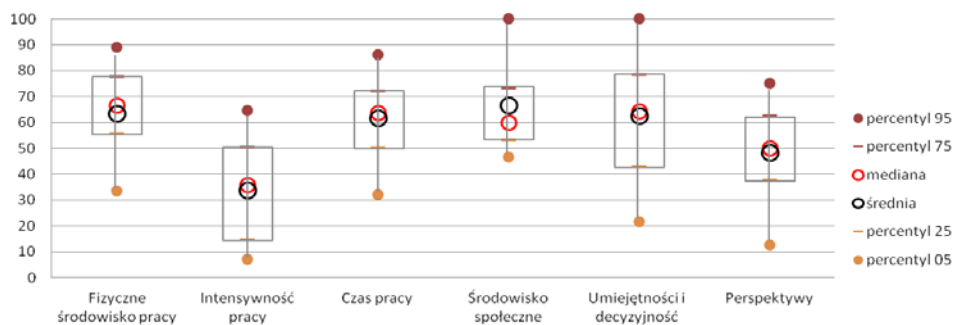 100
90
80
70
60
50
40
30
20
10
0
Fizyczne
środowisko pracy
Intensywność
pracy
Czas pracy
Środowisko
społeczne
Umiejętności i
decyzyjność
Perspektywy
percentyl 95
percentyl 75
mediana
średnia
percentyl 25
percentyl 05